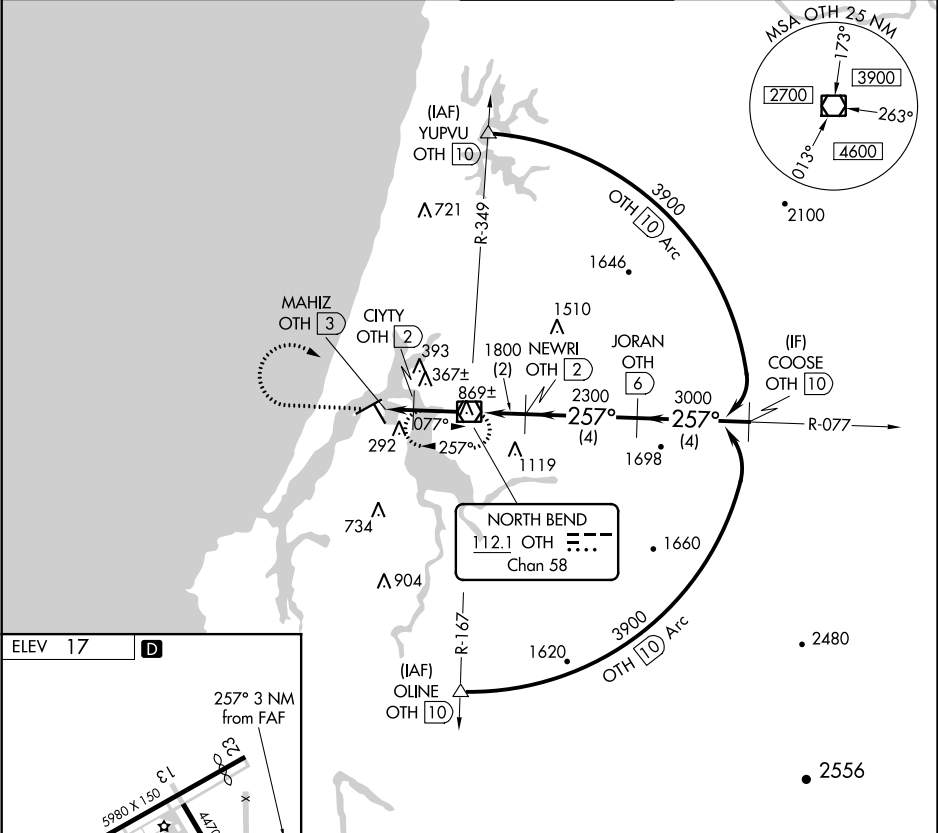 MSA OTH 25 NM
173°
3900
2700
263°
013°
4600
(IAF)
YUPVU
OTH 10
3900
OTH 10 Arc
2100
721
R-349
1646
MAHIZ
OTH 3
CIYTY
OTH 2
1510
393
367±
1800
(2)
NEWRI
OTH 2
JORAN
OTH
6
(IF)
COOSE
OTH 10
869±
2300
3000
257°
257°
(4)
(4)
R-077
077°
257°
292
1119
1698
734
NORTH BEND
112.1 OTH
Chan 58
1660
904
3900
OTH 10 Arc
R-167
1620
2480
(IAF)
OLINE
OTH 10
2556
ELEV 17 D
257° 3 NM
from FAF
23
13
5980 X 150
4470
X